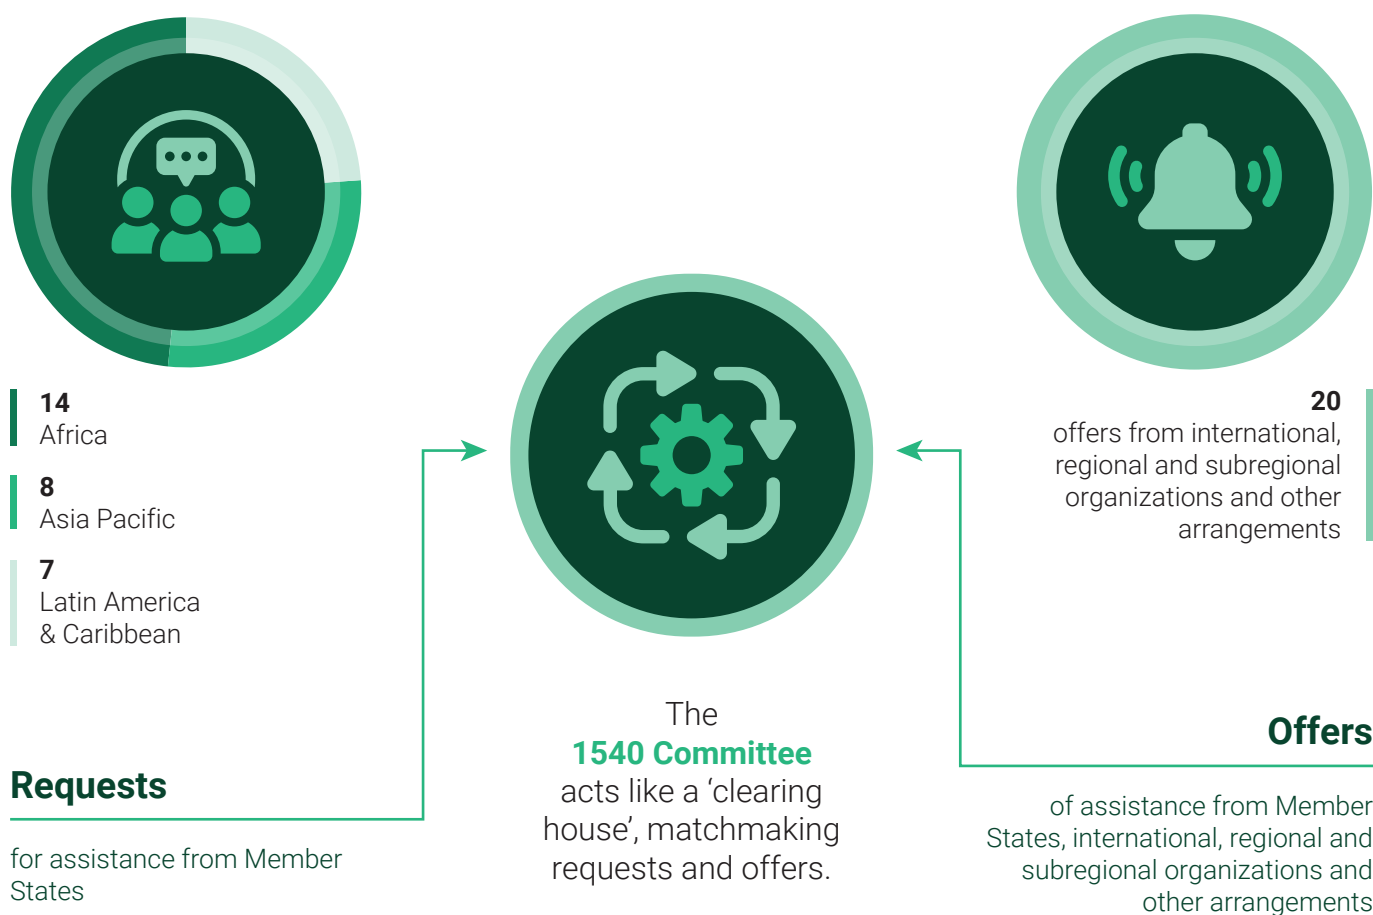 14
Africa
8
Asia Pacific
7
Latin America
& Caribbean
Requests
for assistance from Member
States
The
1540 Committee
acts like a ‘clearing
house’, matchmaking
requests and offers.
20
offers from international,
regional and subregional
organizations and other
arrangements
Offers
of assistance from Member
States, international, regional and
subregional organizations and
other arrangements